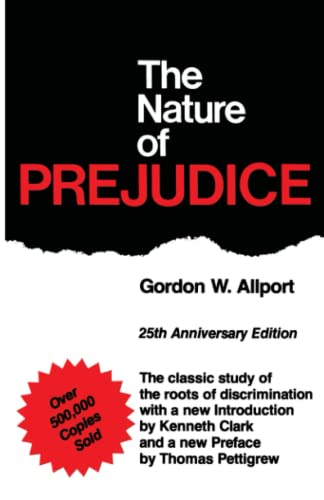 The
Nature
of
PREJUDICE
Gordon W. Allport
25th Anniversary Edition
The classic study of
the roots of discrimination
with a new Introduction
by Kenneth Clark
and a new Preface
by Thomas Pettigrew
Over
500,000
Copies
Sold